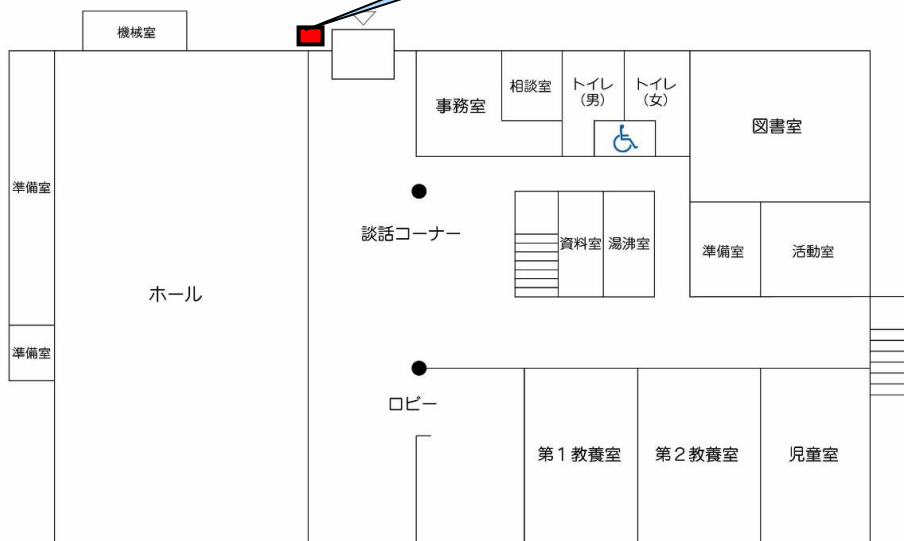 機械室
事務室
相談室
トイレ
(男)
トイレ
(女)
図書室
準備室
談話コーナー
資料室
湯沸室
準備室
活動室
ホール
準備室
ロビー
第1教養室
第2教養室
児童室